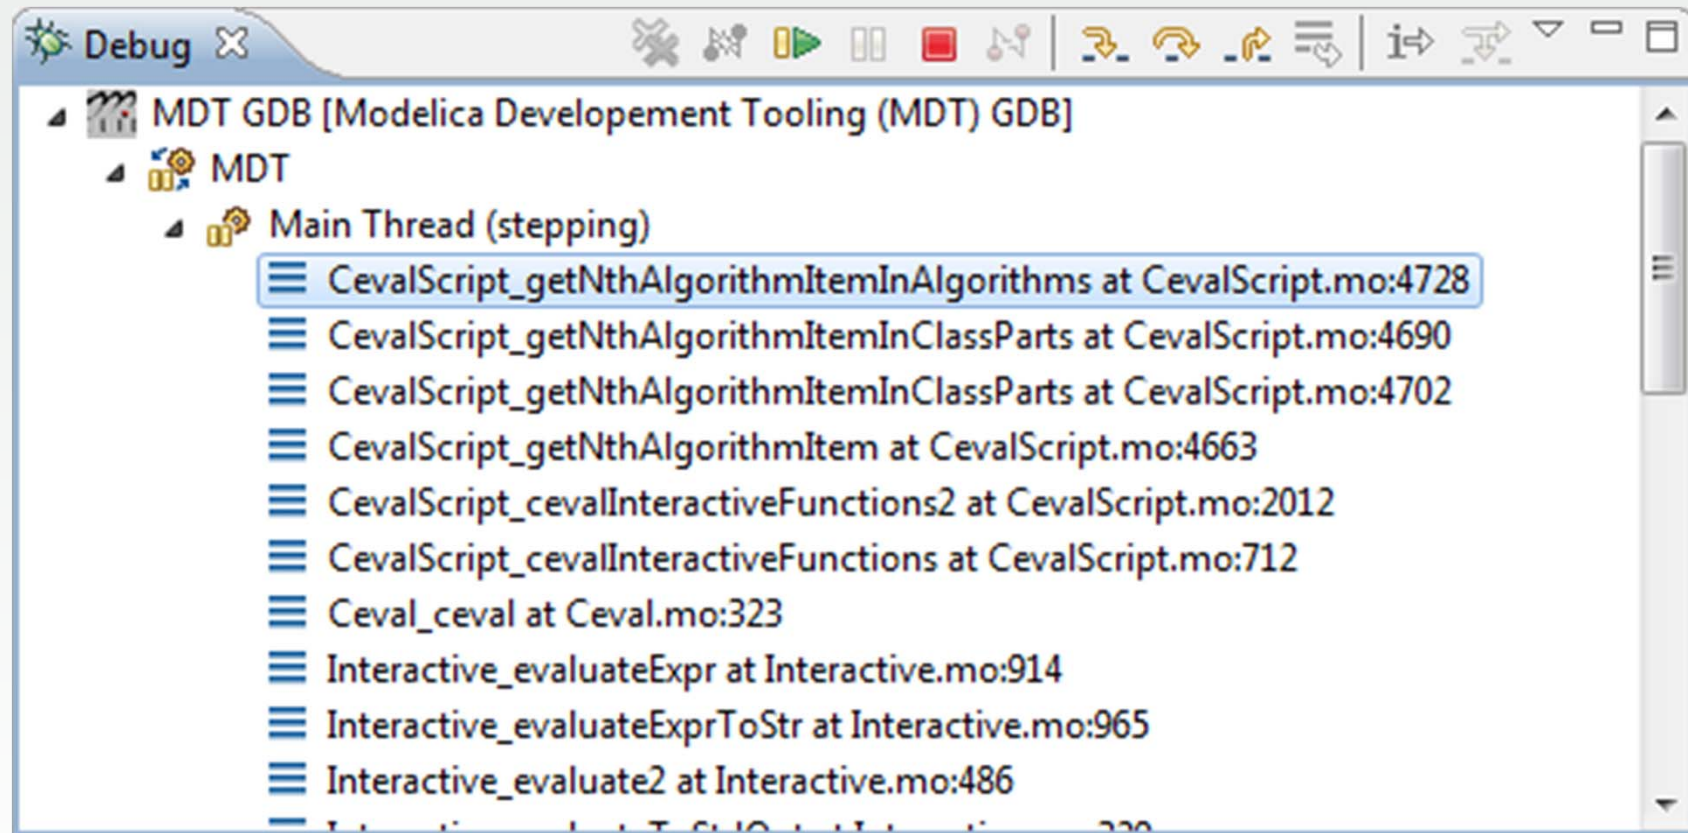 Debug
MDT GDB [Modelica Developement Tooling (MDT) GDB]
MDT
Main Thread (stepping)
CevalScript_getNthAlgorithmItemInAlgorithms at CevalScript.mo:4728
CevalScript_getNthAlgorithmItemInClassParts at CevalScript.mo:4690
CevalScript_getNthAlgorithmItemInClassParts at CevalScript.mo:4702
CevalScript_getNthAlgorithmItem at CevalScript.mo:4663
CevalScript_cevalInteractiveFunctions2 at CevalScript.mo:2012
CevalScript_cevalInteractiveFunctions at CevalScript.mo:712
Ceval_ceval at Ceval.mo:323
Interactive_evaluateExpr at Interactive.mo:914
Interactive_evaluateExprToStr at Interactive.mo:965
Interactive_evaluate2 at Interactive.mo:486